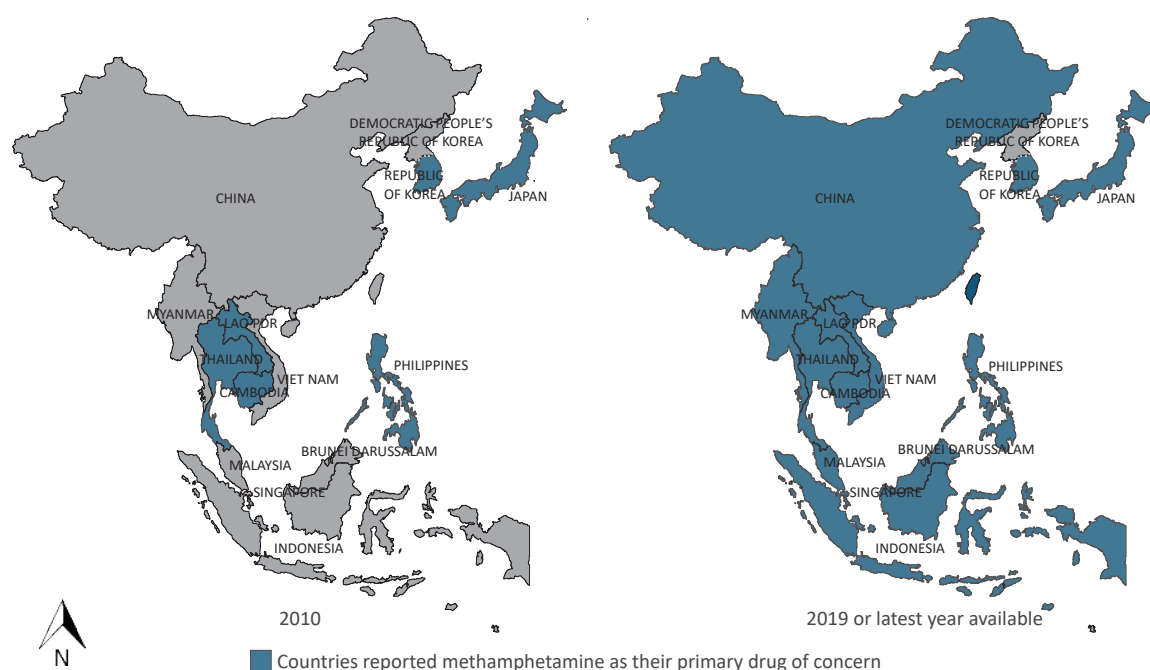 DEMOCRATIC PEOPLE'S
REPUBLIC OF KOREA
REPUBLIC
OF KOREA
JAPAN
CHINA
MYANMAR
LAO PDR
THAILAND
PHILIPPINES
VIET NAM
CAMBODIA
BRUNEI DARUSSALAM
MALAYSIA
SINGAPORE
INDONESIA
2010
DEMOCRATIC PEOPLE'S
REPUBLIC OF KOREA
REPUBLIC
OF KOREA
JAPAN
CHINA
MYANMAR
LAO PDR
THAILAND
PHILIPPINES
VIET NAM
CAMBODIA
BRUNEI DARUSSALAM
MALAYSIA
SINGAPORE
INDONESIA
2019 or latest year available
N
Countries reported methamphetamine as their primary drug of concern